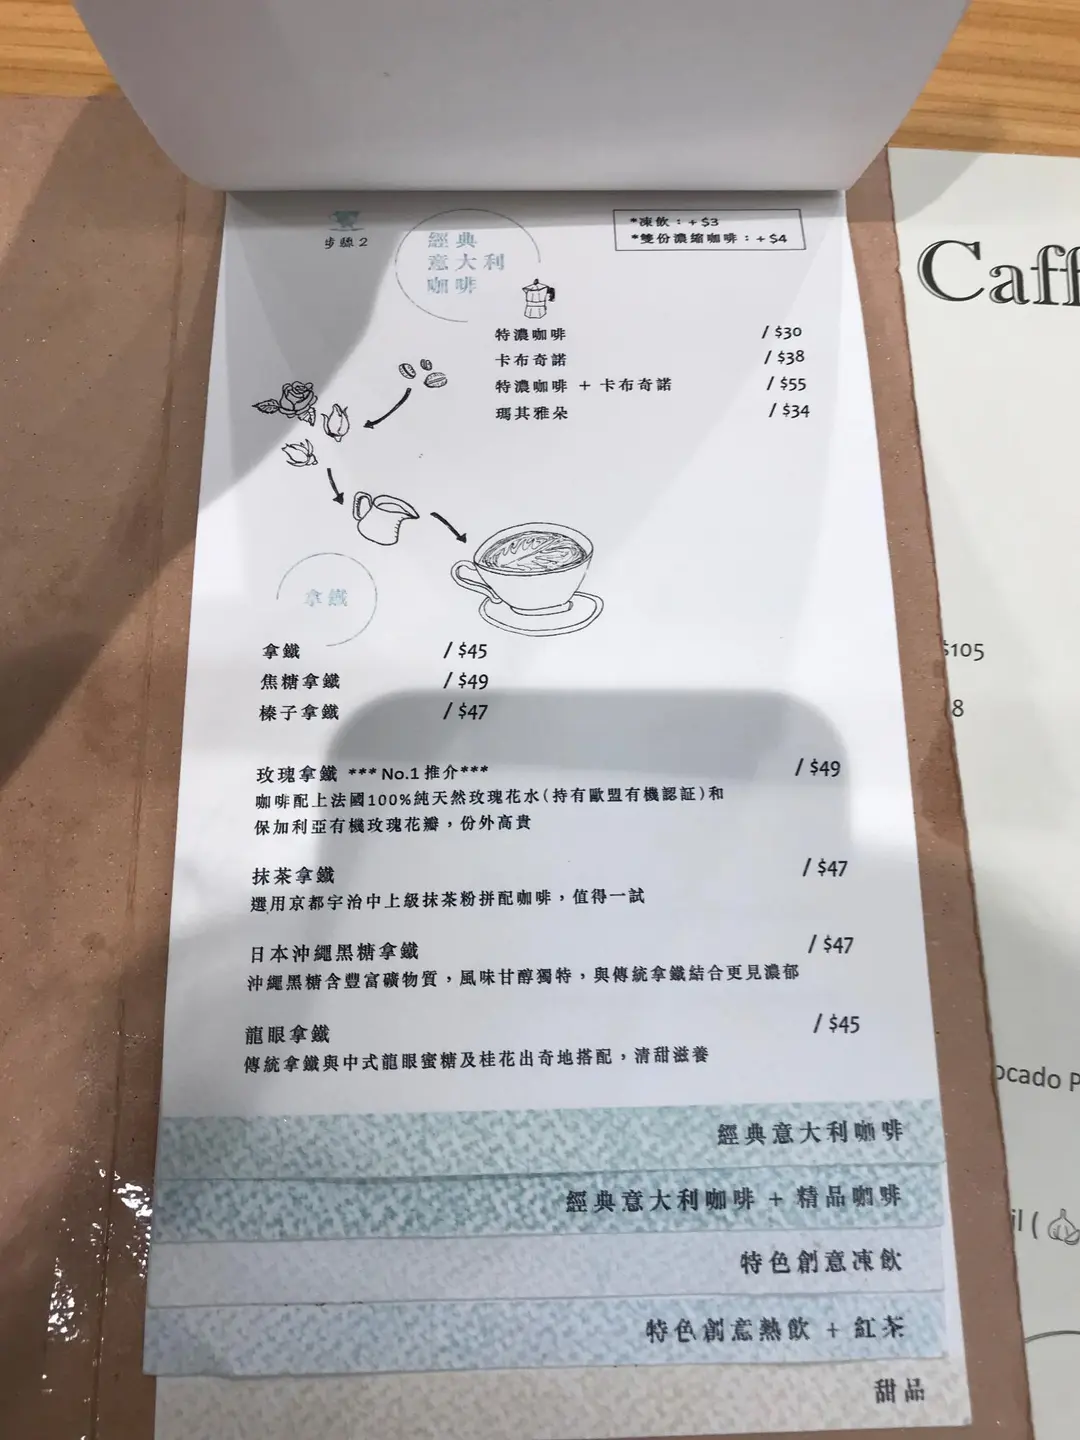 步驟 2
經典
意大利
咖啡
*凍飲：+$3
*雙份濃縮咖啡：+$4
特濃咖啡 / $30
卡布奇諾 / $38
特濃咖啡 + 卡布奇諾 / $55
瑪其雅朵 / $34
拿鐵
拿鐵 / $45
焦糖拿鐵 / $49
榛子拿鐵 / $47
玫瑰拿鐵 *** No.1 推介*** / $49
咖啡配上法國100%純天然玫瑰花水(持有歐盟有機認証)和
保加利亞有機玫瑰花瓣，份外高貴
抹茶拿鐵 / $47
選用京都宇治中上級抹茶粉拼配咖啡，值得一試
日本沖繩黑糖拿鐵 / $47
沖繩黑糖含豐富礦物質，風味甘醇獨特，與傳統拿鐵結合更見濃郁
龍眼拿鐵 / $45
傳統拿鐵與中式龍眼蜜糖及桂花出奇地搭配，清甜滋養
經典意大利咖啡
經典意大利咖啡 + 精品咖啡
特色創意凍飲
特色創意熱飲 + 紅茶
甜品
Caff
$105
8
ocado P
il (